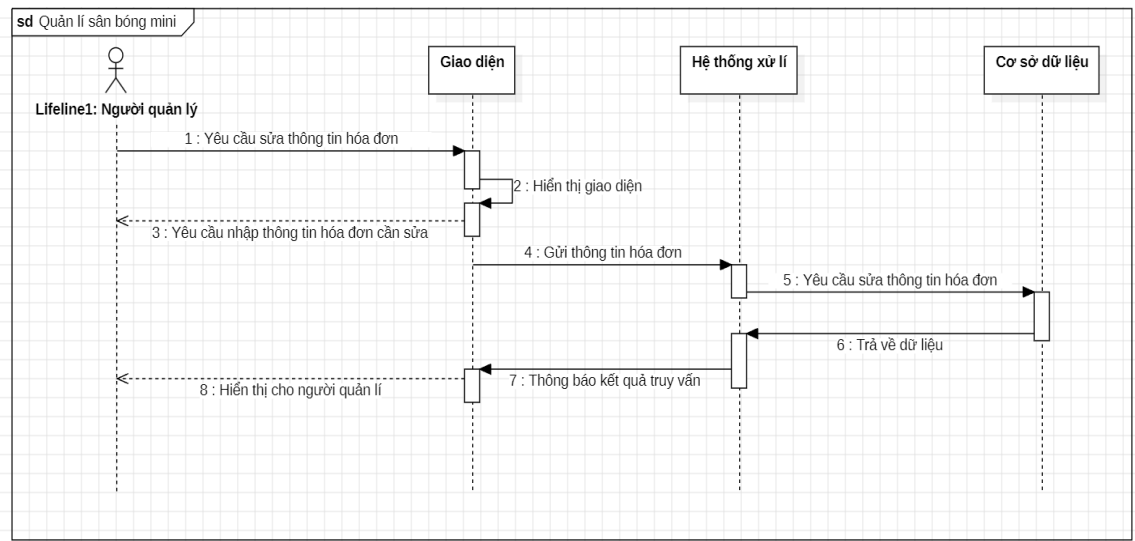 sd Quản lí sân bóng mini
Giao diện
Hệ thống xử lí
Cơ sở dữ liệu
Lifeline1: Người quản lý
1 : Yêu cầu sửa thông tin hóa đơn
2 : Hiển thị giao diện
3 : Yêu cầu nhập thông tin hóa đơn cần sửa
4 : Gửi thông tin hóa đơn
5 : Yêu cầu sửa thông tin hóa đơn
6 : Trả về dữ liệu
7 : Thông báo kết quả truy vấn
8 : Hiển thị cho người quản lí